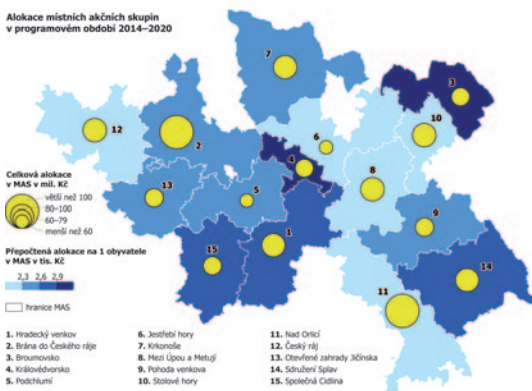 Alokace místních akčních skupin
v programovém období 2014–2020
7
3
12
2
6
10
4
8
13
5
9
1
15
14
11
Celková alokace
v MAS v mil. Kč
větší než 100
80–100
60–79
menší než 60
Přepočtená alokace na 1 obyvatele
v MAS v tis. Kč
2,3 2,6 2,9
hranice MAS
1. Hradecký venkov
2. Brána do Českého ráje
3. Broumovsko
4. Královédvorsko
5. Podchlumí
6. Jestřebí hory
7. Krkonoše
8. Mezi Úpou a Metují
9. Pohoda venkova
10. Stolové hory
11. Nad Orlicí
12. Český ráj
13. Otevřené zahrady Jičínska
14. Sdružení Splav
15. Společná Cidlina